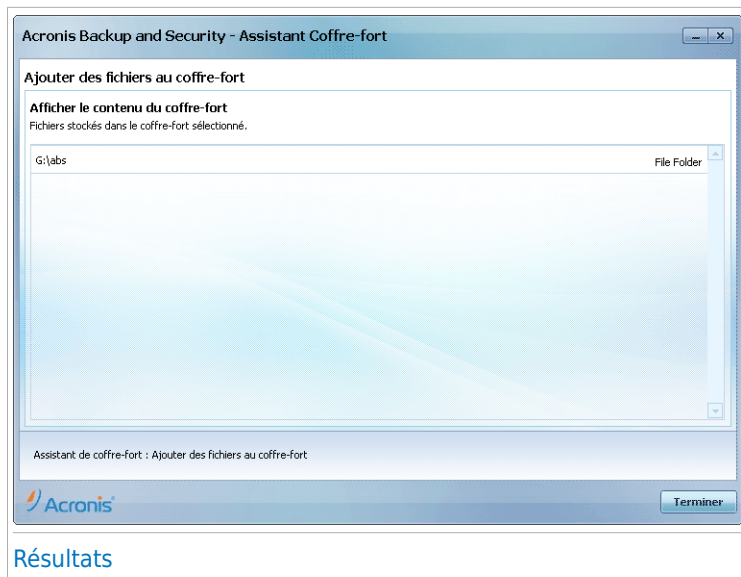 Acronis Backup and Security - Assistant Coffre-fort
Ajouter des fichiers au coffre-fort
Afficher le contenu du coffre-fort
Fichiers stockés dans le coffre-fort sélectionné.
G:\abs File Folder
Assistant de coffre-fort : Ajouter des fichiers au coffre-fort
Acronis
Terminer
Résultats